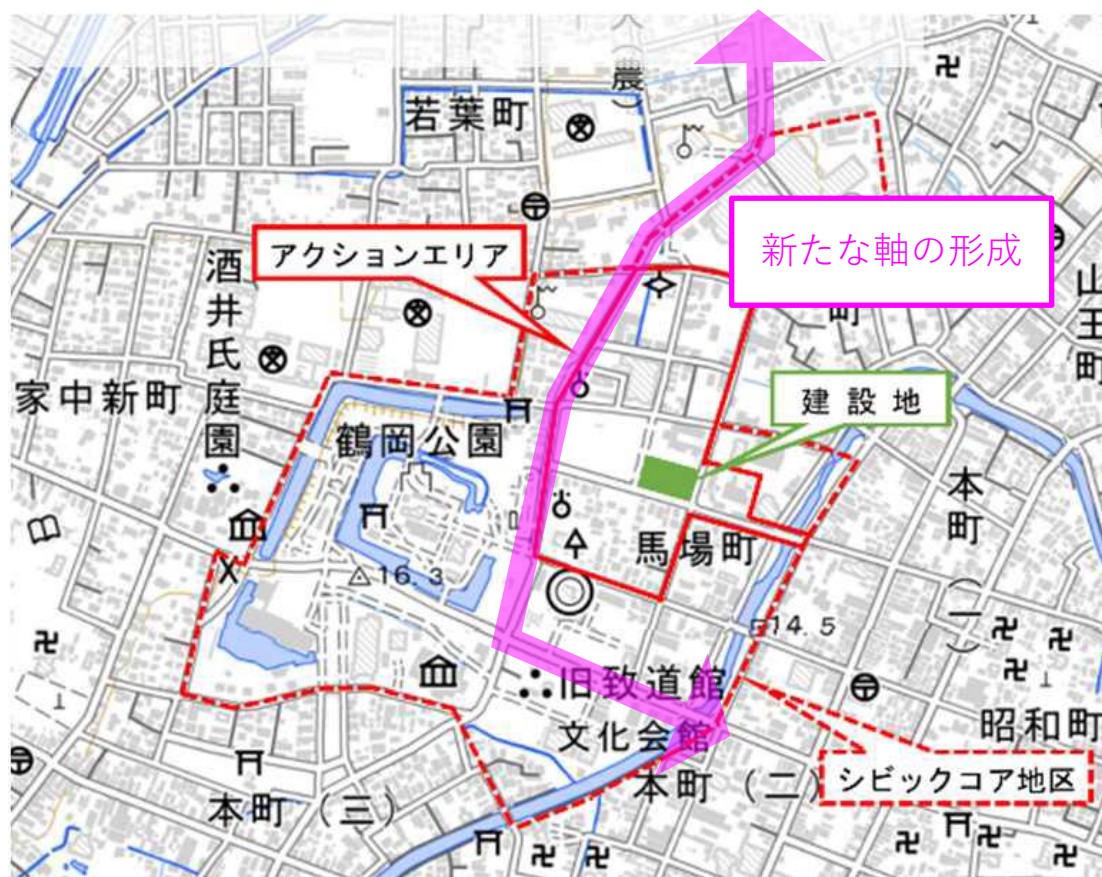 農）
若葉町
新たな軸の形成
アクションエリア
町
山王町
酒井氏庭園
家中新町
建設地
鶴岡公園
本町（一）
馬場町
16.3
14.5
旧致道館
文化会館
昭和町
シビックコア地区
本町（二）
本町（三）